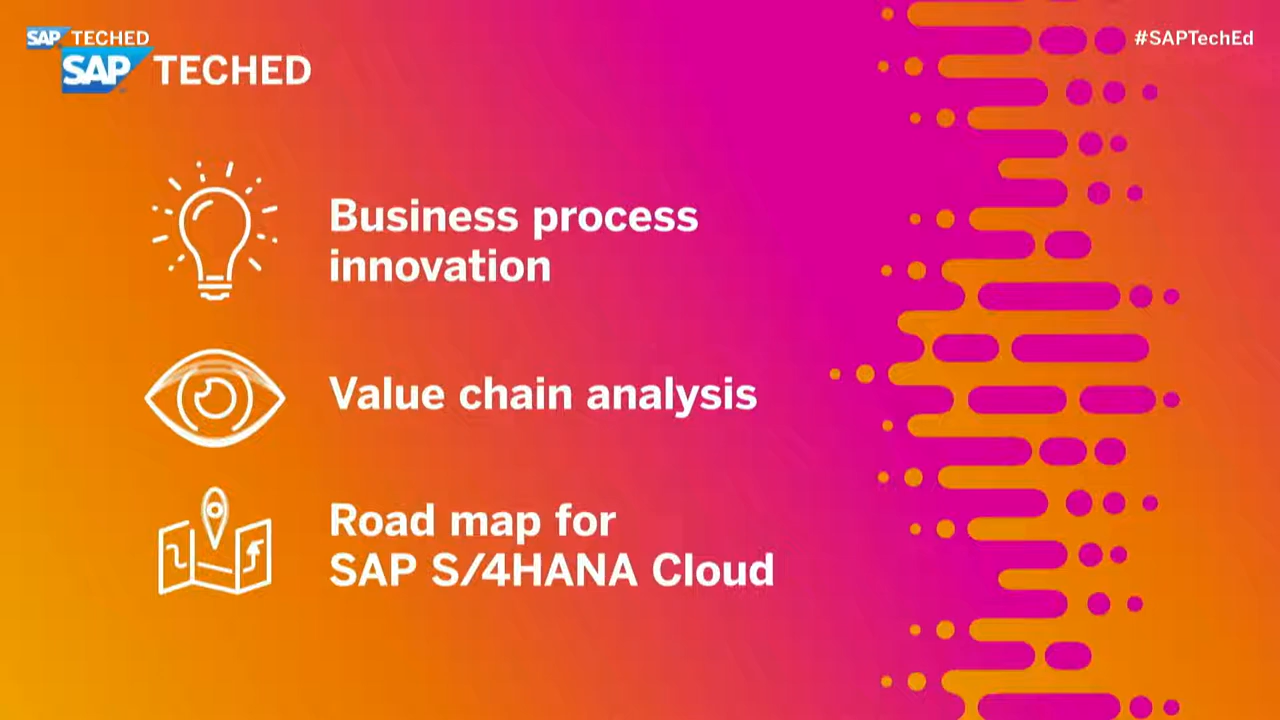 SAP TECHED
#SAPTechEd
SAP TECHED
Business process
innovation
Value chain analysis
Road map for
SAP S/4HANA Cloud